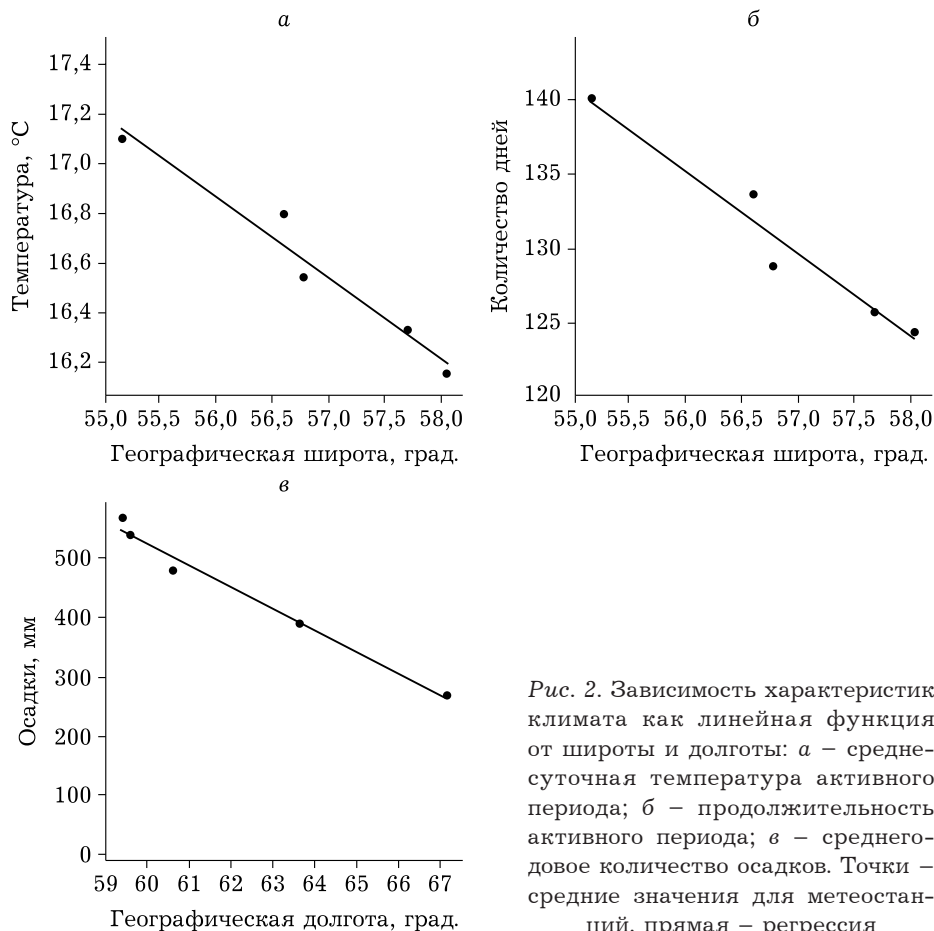 а
17,4
17,2
17,0
16,8
16,6
16,4
16,2
Температура, °C
55,0 55,5 56,0 56,5 57,0 57,5 58,0
Географическая широта, град.
б
140
135
130
125
120
Количество дней
55,0 55,5 56,0 56,5 57,0 57,5 58,0
Географическая широта, град.
в
500
400
300
200
100
0
Осадки, мм
59 60 61 62 63 64 65 66 67
Географическая долгота, град.
Рис. 2. Зависимость характеристик
климата как линейная функция
от широты и долготы: а – средне-
суточная температура активного
периода; б – продолжительность
активного периода; в – среднего-
довое количество осадков. Точки –
средние значения для метеостан-
ций, прямая – регрессия